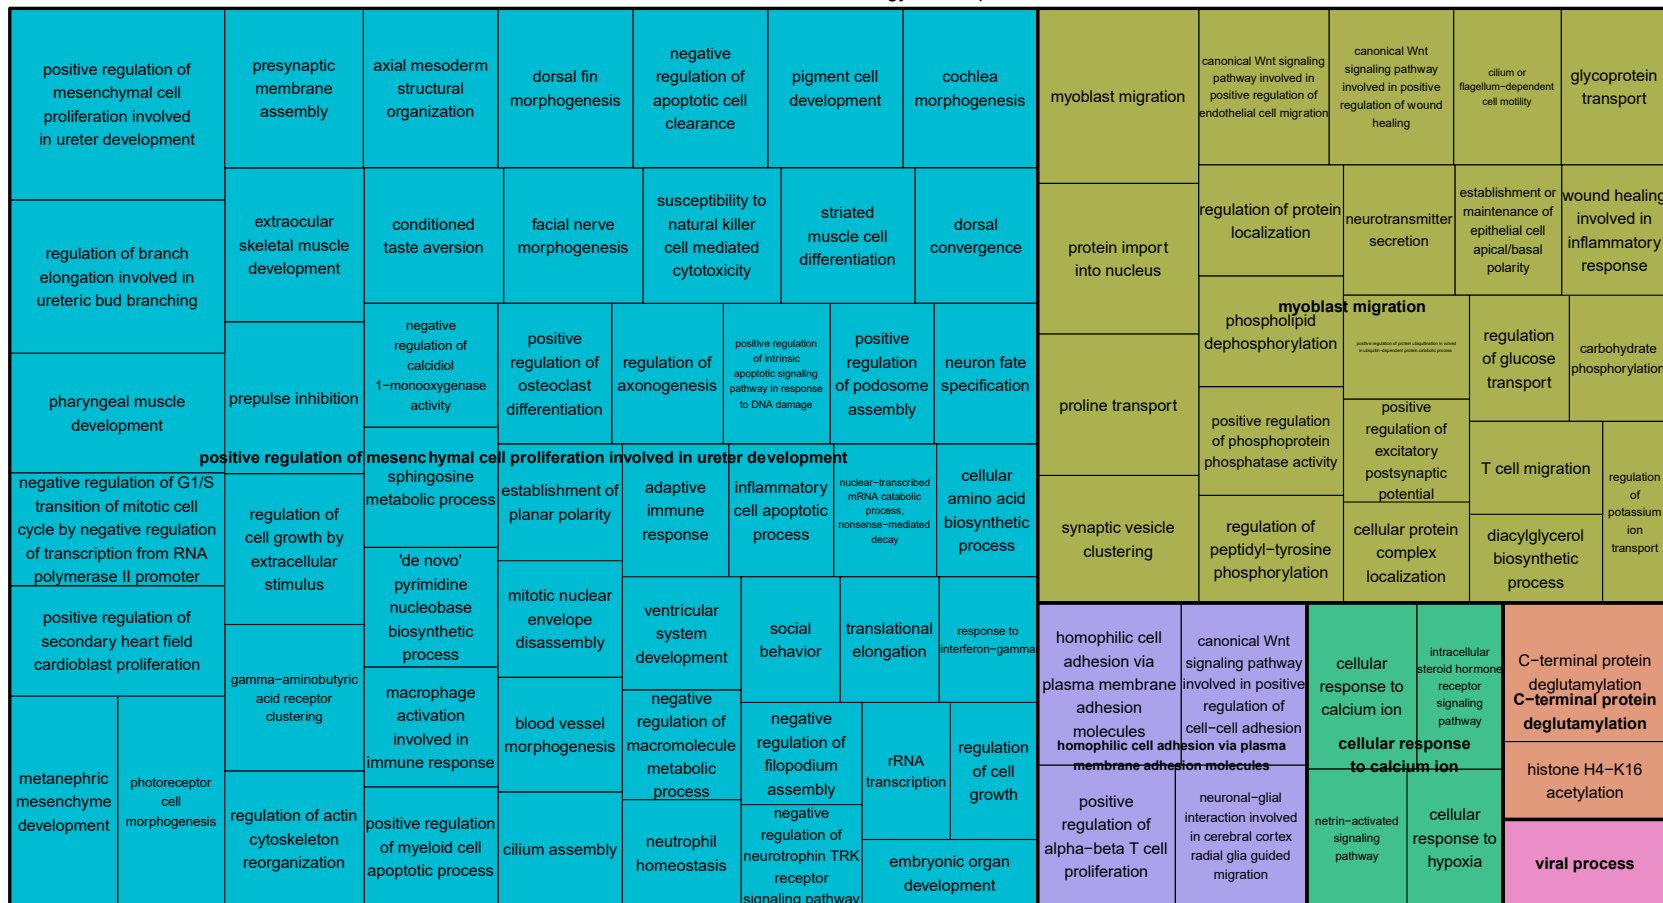 positive regulation of
mesenchymal cell
proliferation involved
in ureter development
regulation of branch
elongation involved in
ureteric bud branching
pharyngeal muscle
development
negative regulation of G1/S
transition of mitotic cell
cycle by negative regulation
of transcription from RNA
polymerase II promoter
positive regulation of
secondary heart field
cardioblast proliferation
metanephric
mesenchyme
development
photoreceptor
cell
morphogenesis
presynaptic
membrane
assembly
extraocular
skeletal muscle
development
prepulse inhibition
regulation of
cell growth by
extracellular
stimulus
gamma−aminobutyric
acid receptor
clustering
regulation of actin
cytoskeleton
reorganization
axial mesoderm
structural
organization
dorsal fin
morphogenesis
negative
regulation of
apoptotic cell
clearance
pigment cell
development
cochlea
morphogenesis
conditioned
taste aversion
facial nerve
morphogenesis
susceptibility to
natural killer
cell mediated
cytotoxicity
striated
muscle cell
differentiation
dorsal
convergence
negative
regulation of
calcidiol
1−monooxygenase
activity
positive
regulation of
osteoclast
differentiation
regulation of
axonogenesis
positive regulation
of intrinsic
apoptotic signaling
pathway in response
to DNA damage
positive
regulation
of podosome
assembly
neuron fate
specification
positive regulation of mesenchymal cell proliferation involved in ureter development
sphingosine
metabolic process
establishment of
planar polarity
adaptive
immune
response
inflammatory
cell apoptotic
process
nuclear−transcribed
mRNA catabolic
process,
nonsense−mediated
decay
cellular
amino acid
biosynthetic
process
'de novo'
pyrimidine
nucleobase
biosynthetic
process
mitotic nuclear
envelope
disassembly
ventricular
system
development
social
behavior
translational
elongation
response to
interferon−gamma
macrophage
activation
involved in
immune response
blood vessel
morphogenesis
negative
regulation of
macromolecule
metabolic
process
negative
regulation of
filopodium
assembly
rRNA
transcription
regulation
of cell
growth
positive regulation
of myeloid cell
apoptotic process
cilium assembly
neutrophil
homeostasis
negative
regulation of
neurotrophin TRK
receptor
signaling pathway
embryonic organ
development
myoblast migration
canonical Wnt signaling
pathway involved in
positive regulation of
endothelial cell migration
canonical Wnt
signaling pathway
involved in positive
regulation of wound
healing
cilium or
flagellum−dependent
cell motility
glycoprotein
transport
protein import
into nucleus
regulation of protein
localization
neurotransmitter
secretion
establishment or
maintenance of
epithelial cell
apical/basal
polarity
wound healing
involved in
inflammatory
response
myoblast migration
phospholipid
dephosphorylation
positive regulation of protein ubiquitination involved
in ubiquitin−dependent protein catabolic process
regulation
of glucose
transport
carbohydrate
phosphorylation
proline transport
positive regulation
of phosphoprotein
phosphatase activity
positive
regulation of
excitatory
postsynaptic
potential
T cell migration
regulation
of
potassium
ion
transport
synaptic vesicle
clustering
regulation of
peptidyl−tyrosine
phosphorylation
cellular protein
complex
localization
diacylglycerol
biosynthetic
process
homophilic cell
adhesion via
plasma membrane
adhesion
molecules
canonical Wnt
signaling pathway
involved in positive
regulation of
cell−cell adhesion
homophilic cell adhesion via plasma
membrane adhesion molecules
positive
regulation of
alpha−beta T cell
proliferation
neuronal−glial
interaction involved
in cerebral cortex
radial glia guided
migration
cellular
response to
calcium ion
intracellular
steroid hormone
receptor
signaling
pathway
cellular response
to calcium ion
netrin−activated
signaling
pathway
cellular
response to
hypoxia
C−terminal protein
deglutamylation
C−terminal protein
deglutamylation
histone H4−K16
acetylation
viral process